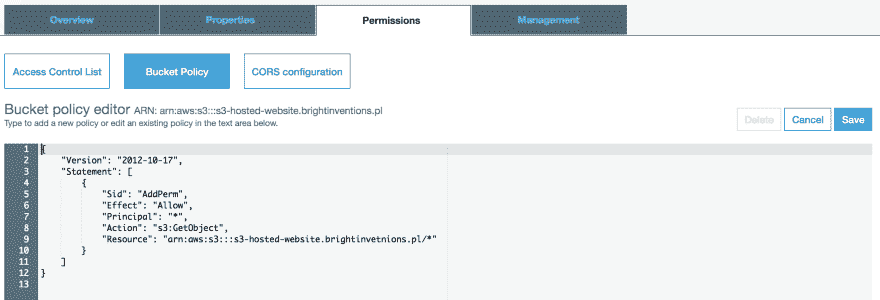 Overview Properties Permissions Management
Access Control List Bucket Policy CORS configuration
Bucket policy editor ARN: arn:aws:s3:::s3-hosted-website.brightinventions.pl
Type to add a new policy or edit an existing policy in the text area below.
Delete Cancel Save
1 {
2 "Version": "2012-10-17",
3 "Statement": [
4 {
5 "Sid": "AddPerm",
6 "Effect": "Allow",
7 "Principal": "*",
8 "Action": "s3:GetObject",
9 "Resource": "arn:aws:s3:::s3-hosted-website.brightinvetnions.pl/*"
10 }
11 ]
12 }
13